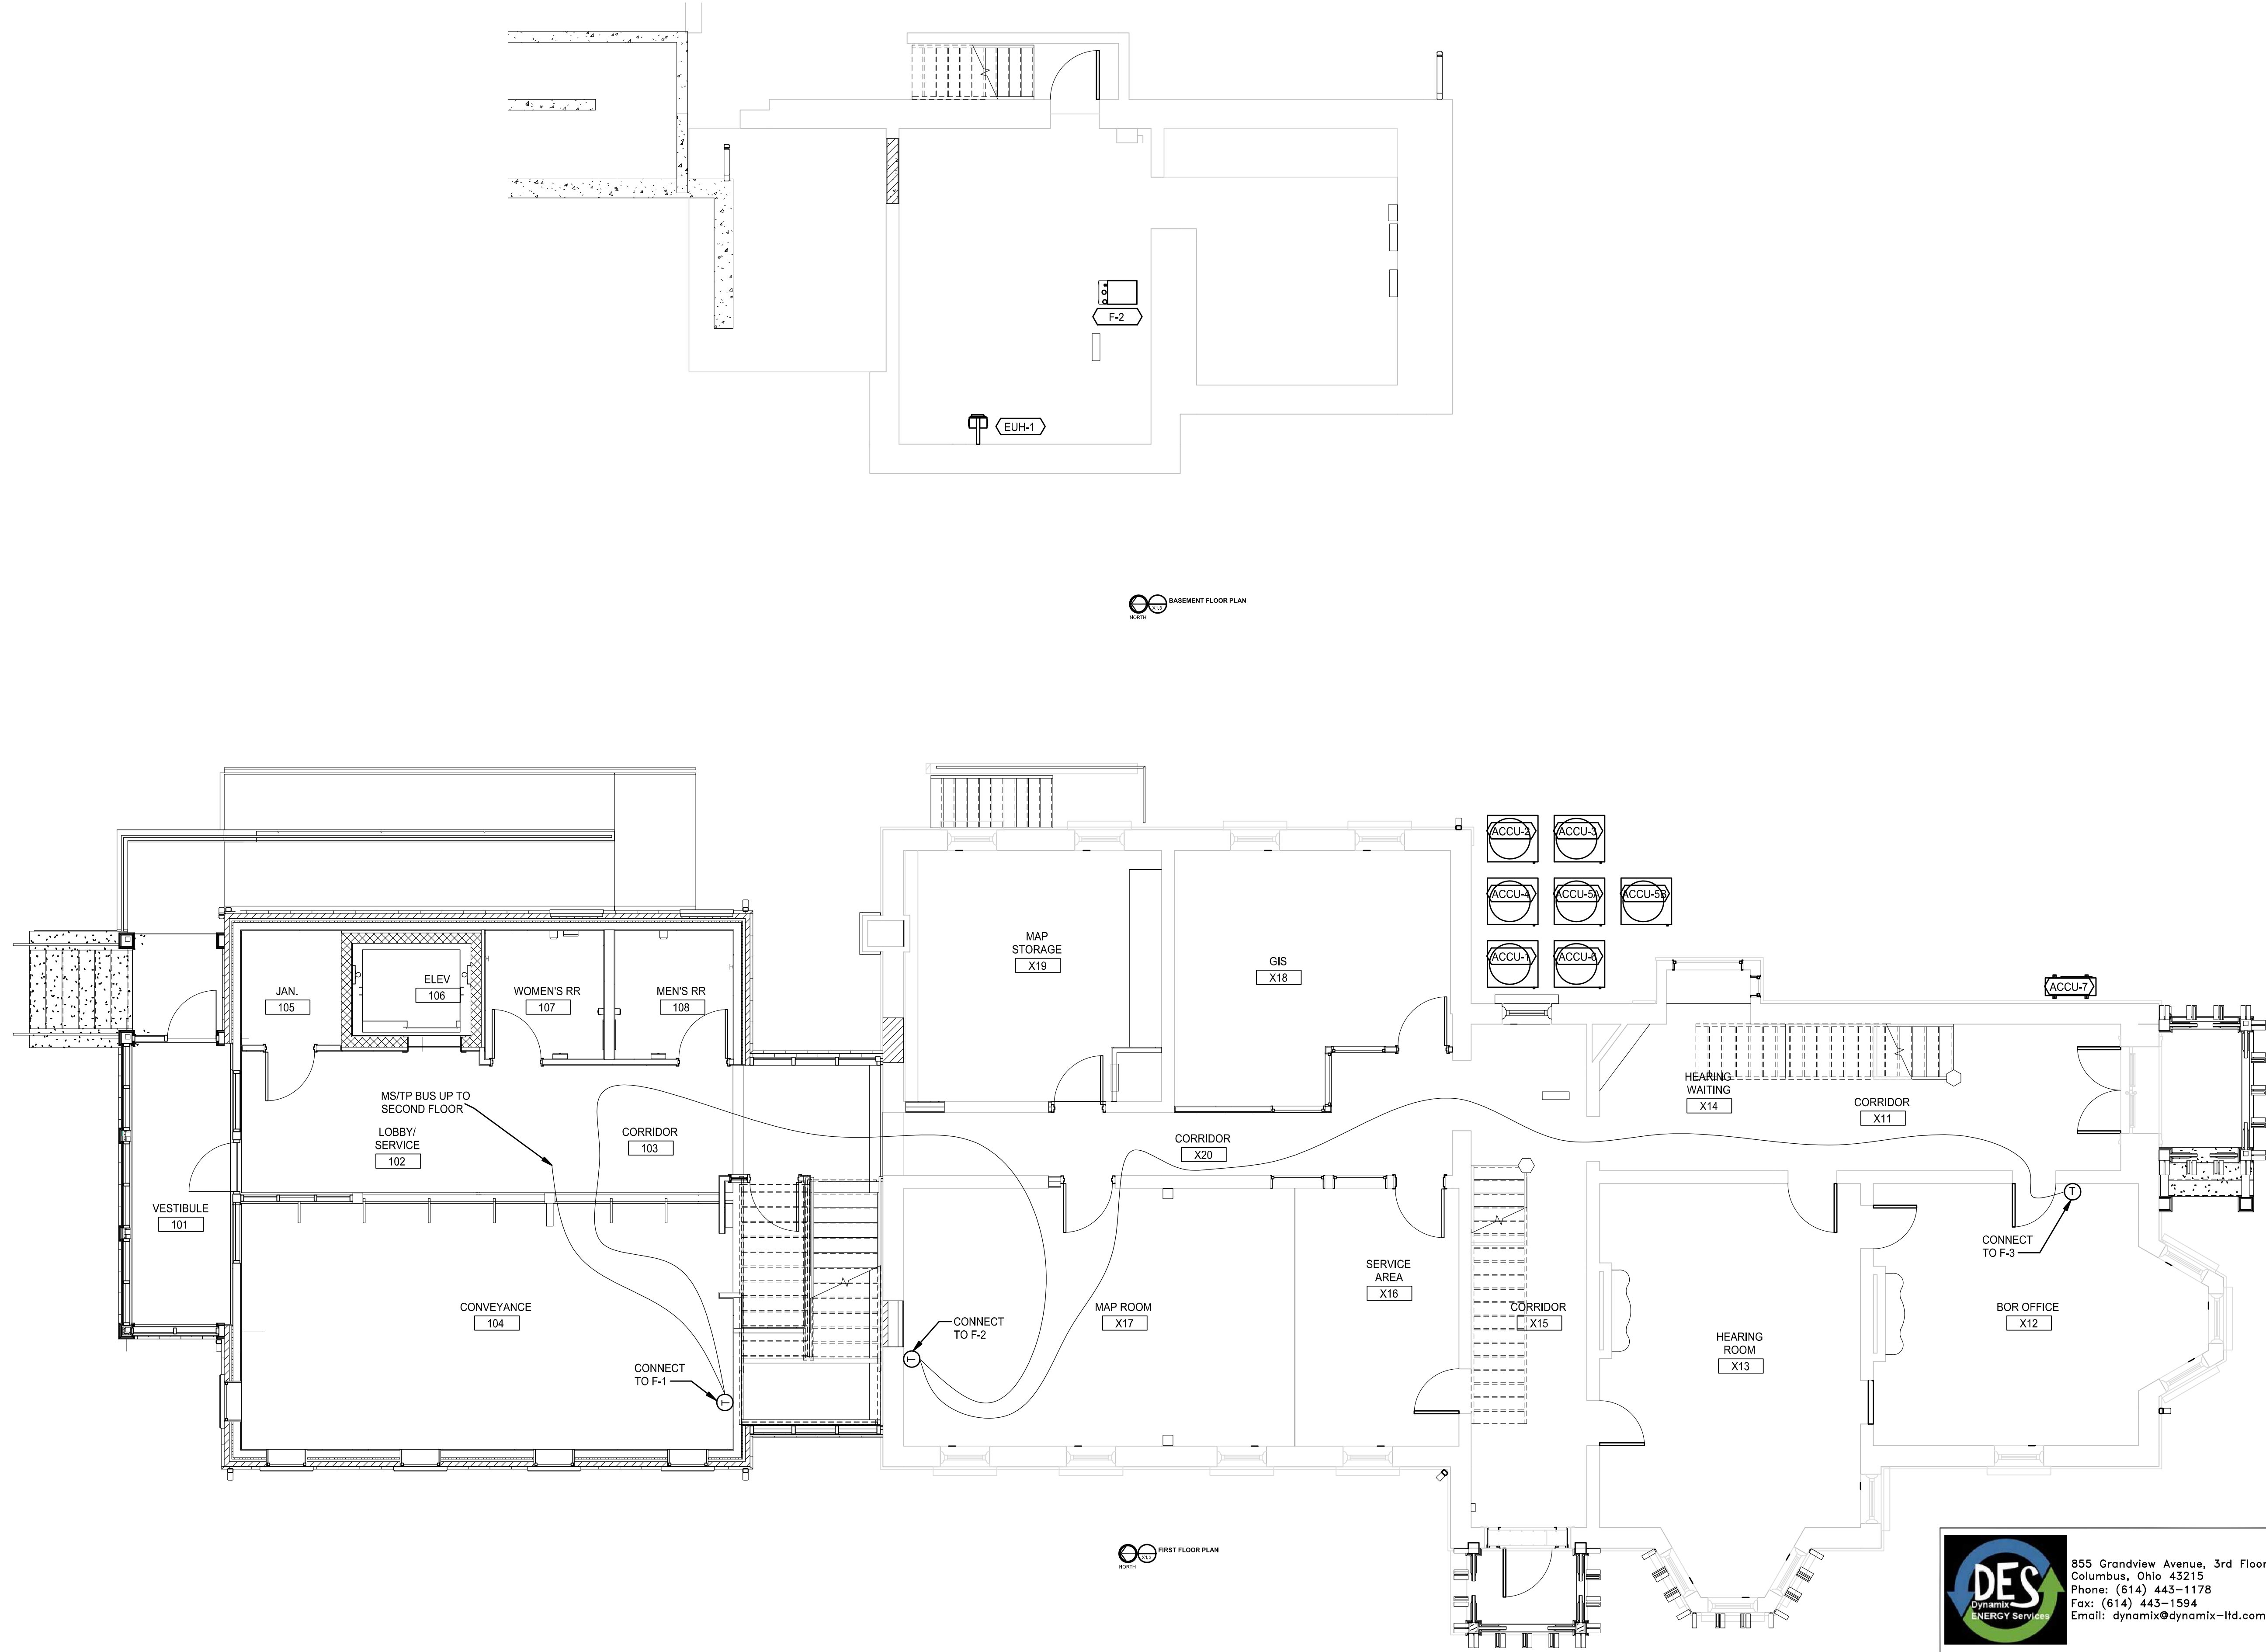 F-2
EUH-1
X1.3
BASEMENT FLOOR PLAN
NORTH
ACCU-2
ACCU-3
ACCU-4
ACCU-5A
ACCU-5B
ACCU-1
ACCU-6
ACCU-7
MAP
STORAGE
X19
GIS
X18
JAN.
105
ELEV
106
WOMEN'S RR
107
MEN'S RR
108
MS/TP BUS UP TO
SECOND FLOOR
LOBBY/
SERVICE
102
CORRIDOR
103
CORRIDOR
X20
HEARING
WAITING
X14
CORRIDOR
X11
VESTIBULE
101
T
CONNECT
TO F-3
SERVICE
AREA
X16
CONVEYANCE
104
MAP ROOM
X17
CORRIDOR
X15
BOR OFFICE
X12
CONNECT
TO F-2
T
HEARING
ROOM
X13
CONNECT
TO F-1
T
X1.3
FIRST FLOOR PLAN
NORTH
DES
Dynamix
ENERGY Services
855 Grandview Avenue, 3rd Floor
Columbus, Ohio 43215
Phone: (614) 443-1178
Fax: (614) 443-1594
Email: dynamix@dynamix-ltd.com